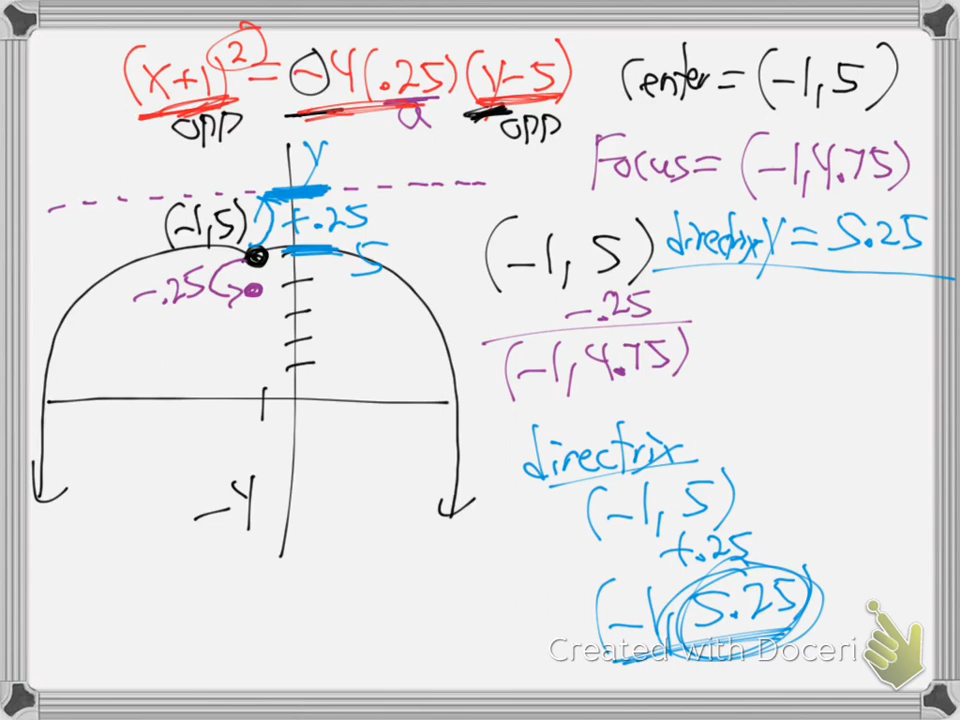 (x+1)² = -4(.25)(y-5)
opp a opp
center = (-1, 5)
Focus = (-1, 4.75)
y
(-1, 5)
+.25
5
-.25
(-1, 5)
directrix y = 5.25
-.25
(-1, 4.75)
-y
directrix
(-1, 5)
+.25
(-1, 5.25)
Created with Doceri